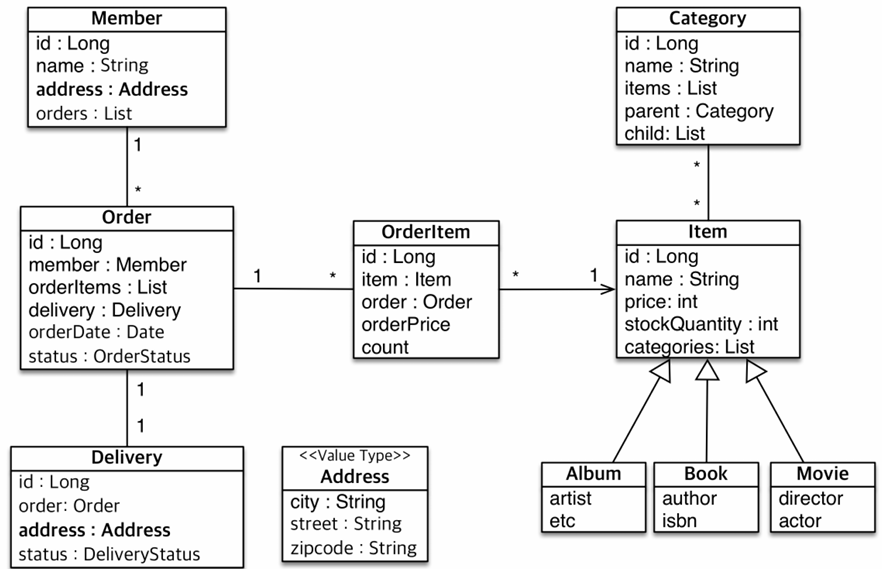 Member
id : Long
name : String
address : Address
orders : List
1
*
Category
id : Long
name : String
items : List
parent : Category
child: List
*
*
Order
id : Long
member : Member
orderItems : List
delivery : Delivery
orderDate : Date
status : OrderStatus
1
*
OrderItem
id : Long
item : Item
order : Order
orderPrice
count
*
1
Item
id : Long
name : String
price: int
stockQuantity : int
categories: List
1
1
Delivery
id : Long
order: Order
address : Address
status : DeliveryStatus
<<Value Type>>
Address
city : String
street : String
zipcode : String
Album
artist
etc
Book
author
isbn
Movie
director
actor